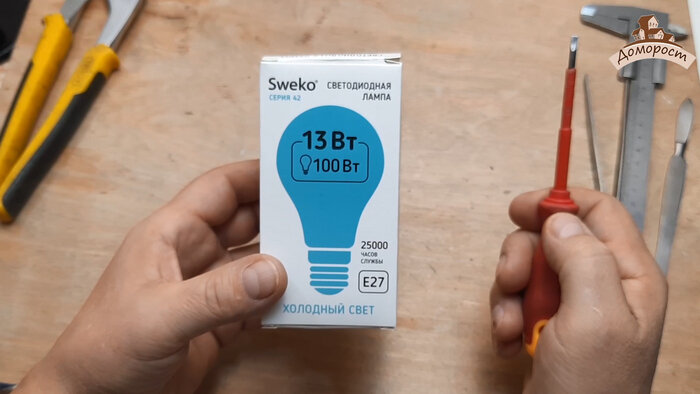 Sweko®
СЕРИЯ 42
СВЕТОДИОДНАЯ
ЛАМПА
13 Вт
100 Вт
25000
ЧАСОВ
СЛУЖБЫ
E27
ХОЛОДНЫЙ СВЕТ
Доморост